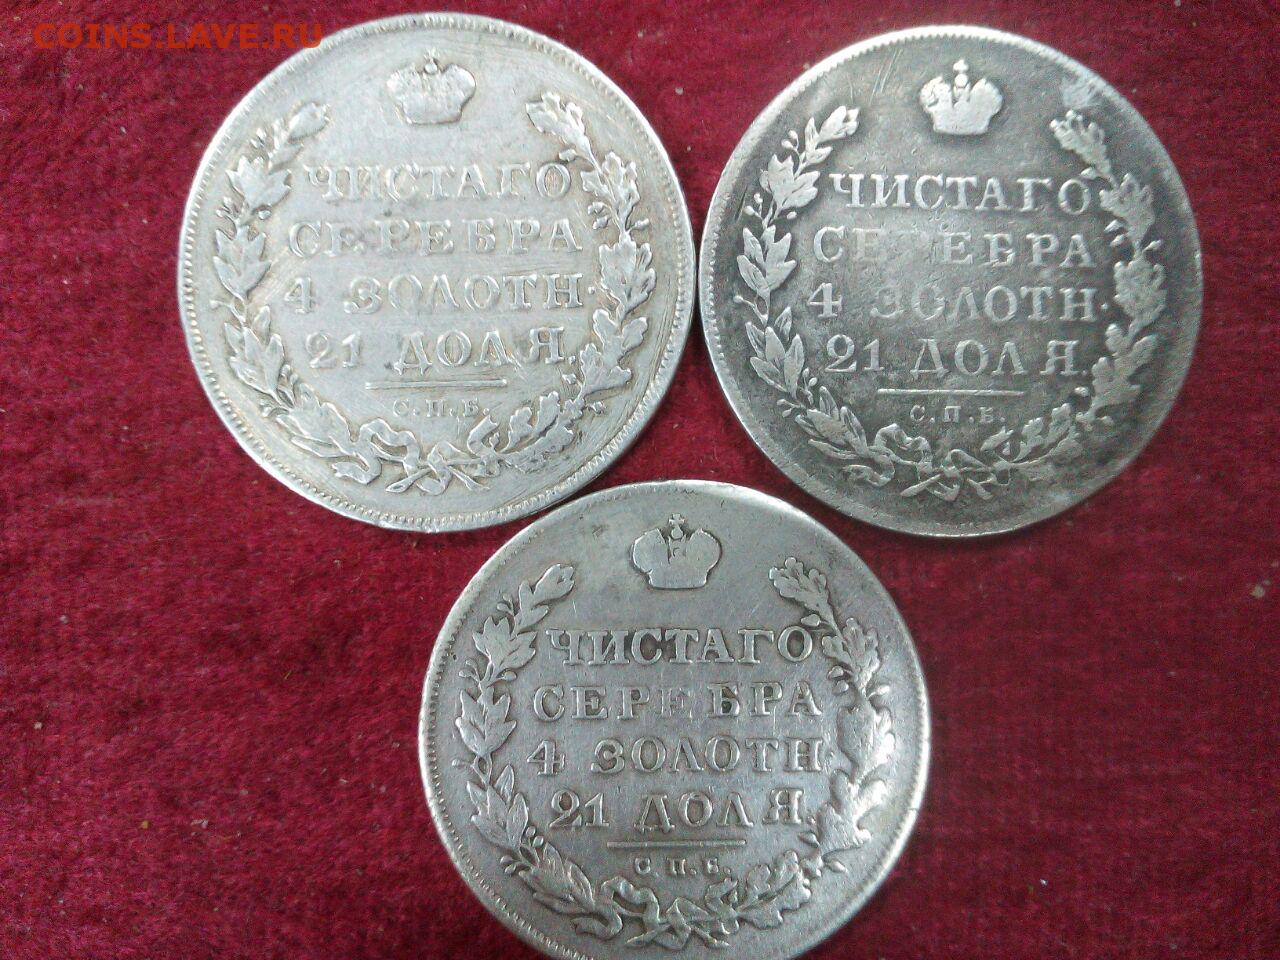 COINS.LAVE.RU
ЧИСТАГО
СЕРЕБРА
4 ЗОЛОТН.
21 ДОЛЯ.
С.П.Б.
ЧИСТАГО
СЕРЕБРА
4 ЗОЛОТН.
21 ДОЛЯ.
С.П.Б.
ЧИСТАГО
СЕРЕБРА
4 ЗОЛОТН
21 ДОЛЯ.
С.П.Б.